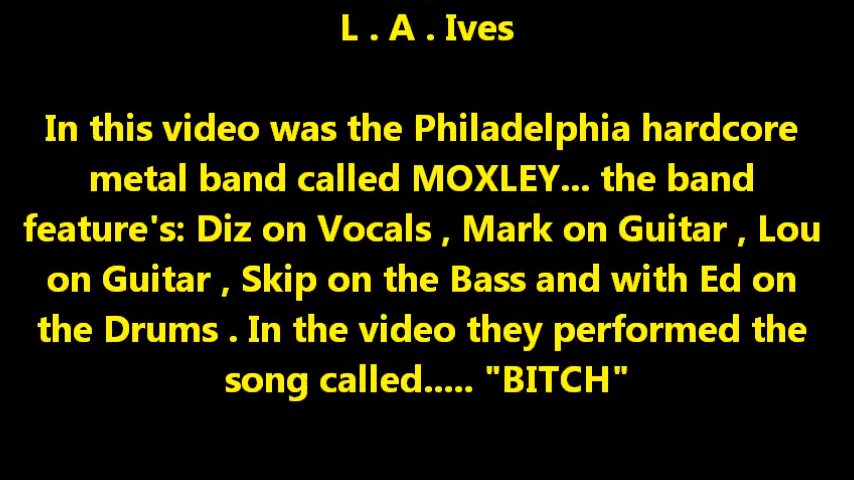 L . A . Ives
In this video was the Philadelphia hardcore
metal band called MOXLEY... the band
feature's: Diz on Vocals , Mark on Guitar , Lou
on Guitar , Skip on the Bass and with Ed on
the Drums . In the video they performed the
song called..... "BITCH"